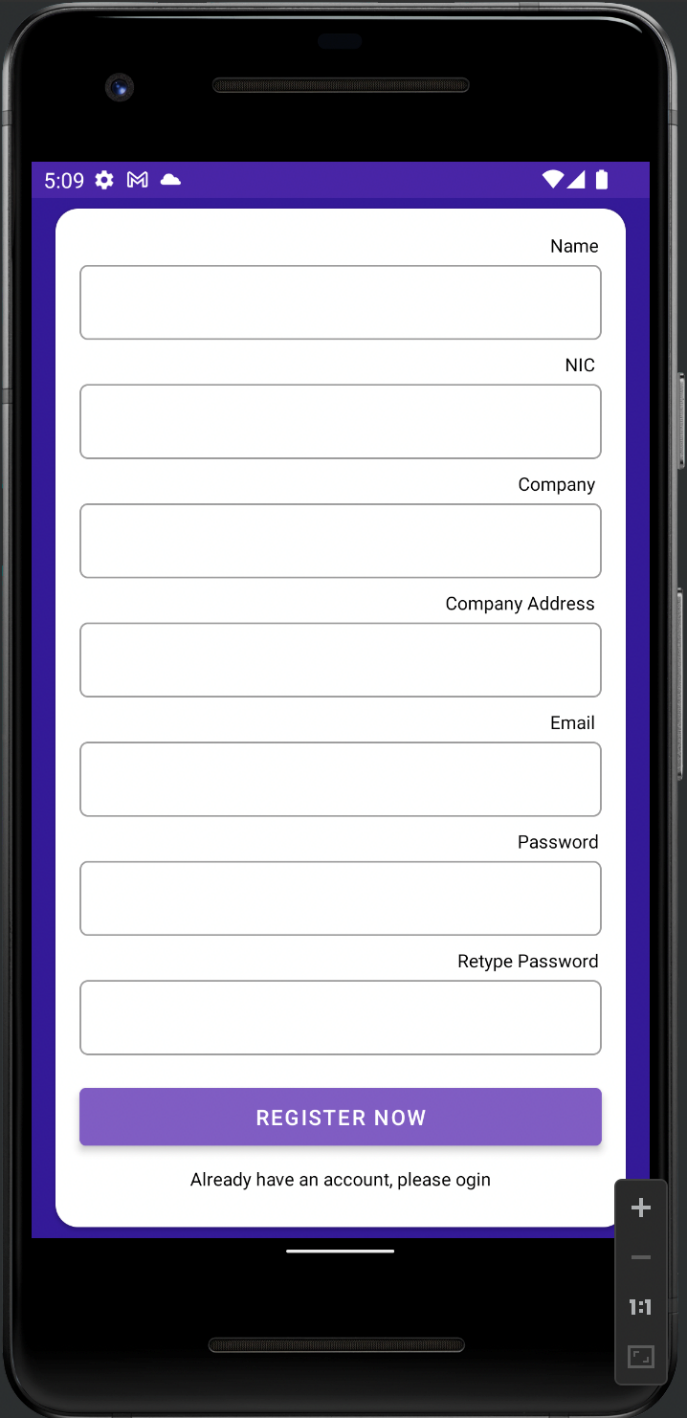 5:09
Name
NIC
Company
Company Address
Email
Password
Retype Password
REGISTER NOW
Already have an account, please ogin
1:1